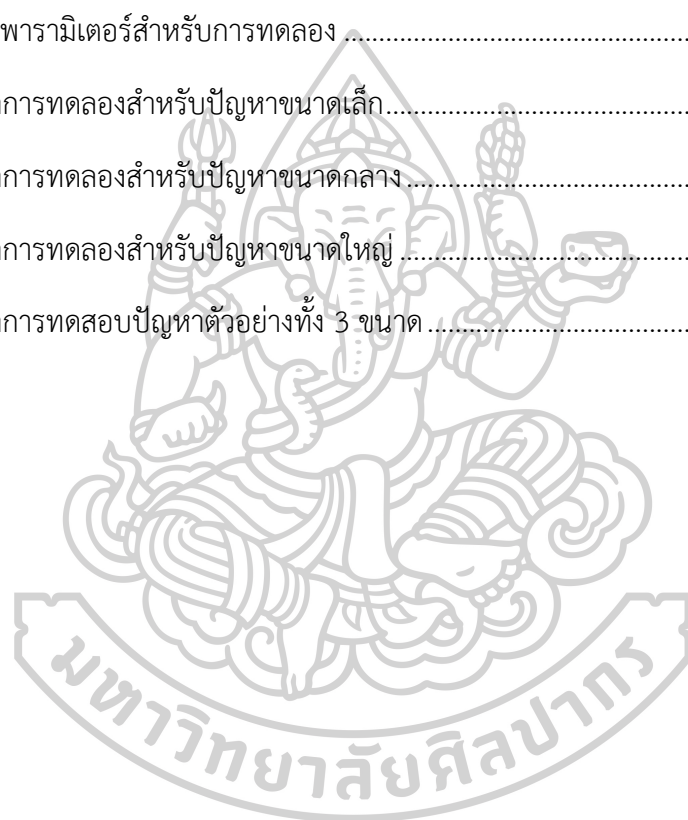 พารามิเตอร์สำหรับการทดลอง ................................................
การทดลองสำหรับปัญหาขนาดเล็ก..........................................
การทดลองสำหรับปัญหาขนาดกลาง .......................................
การทดลองสำหรับปัญหาขนาดใหญ่ ........................................
การทดสอบปัญหาตัวอย่างทั้ง 3 ขนาด ....................................
มหาวิทยาลัยศิลปากร